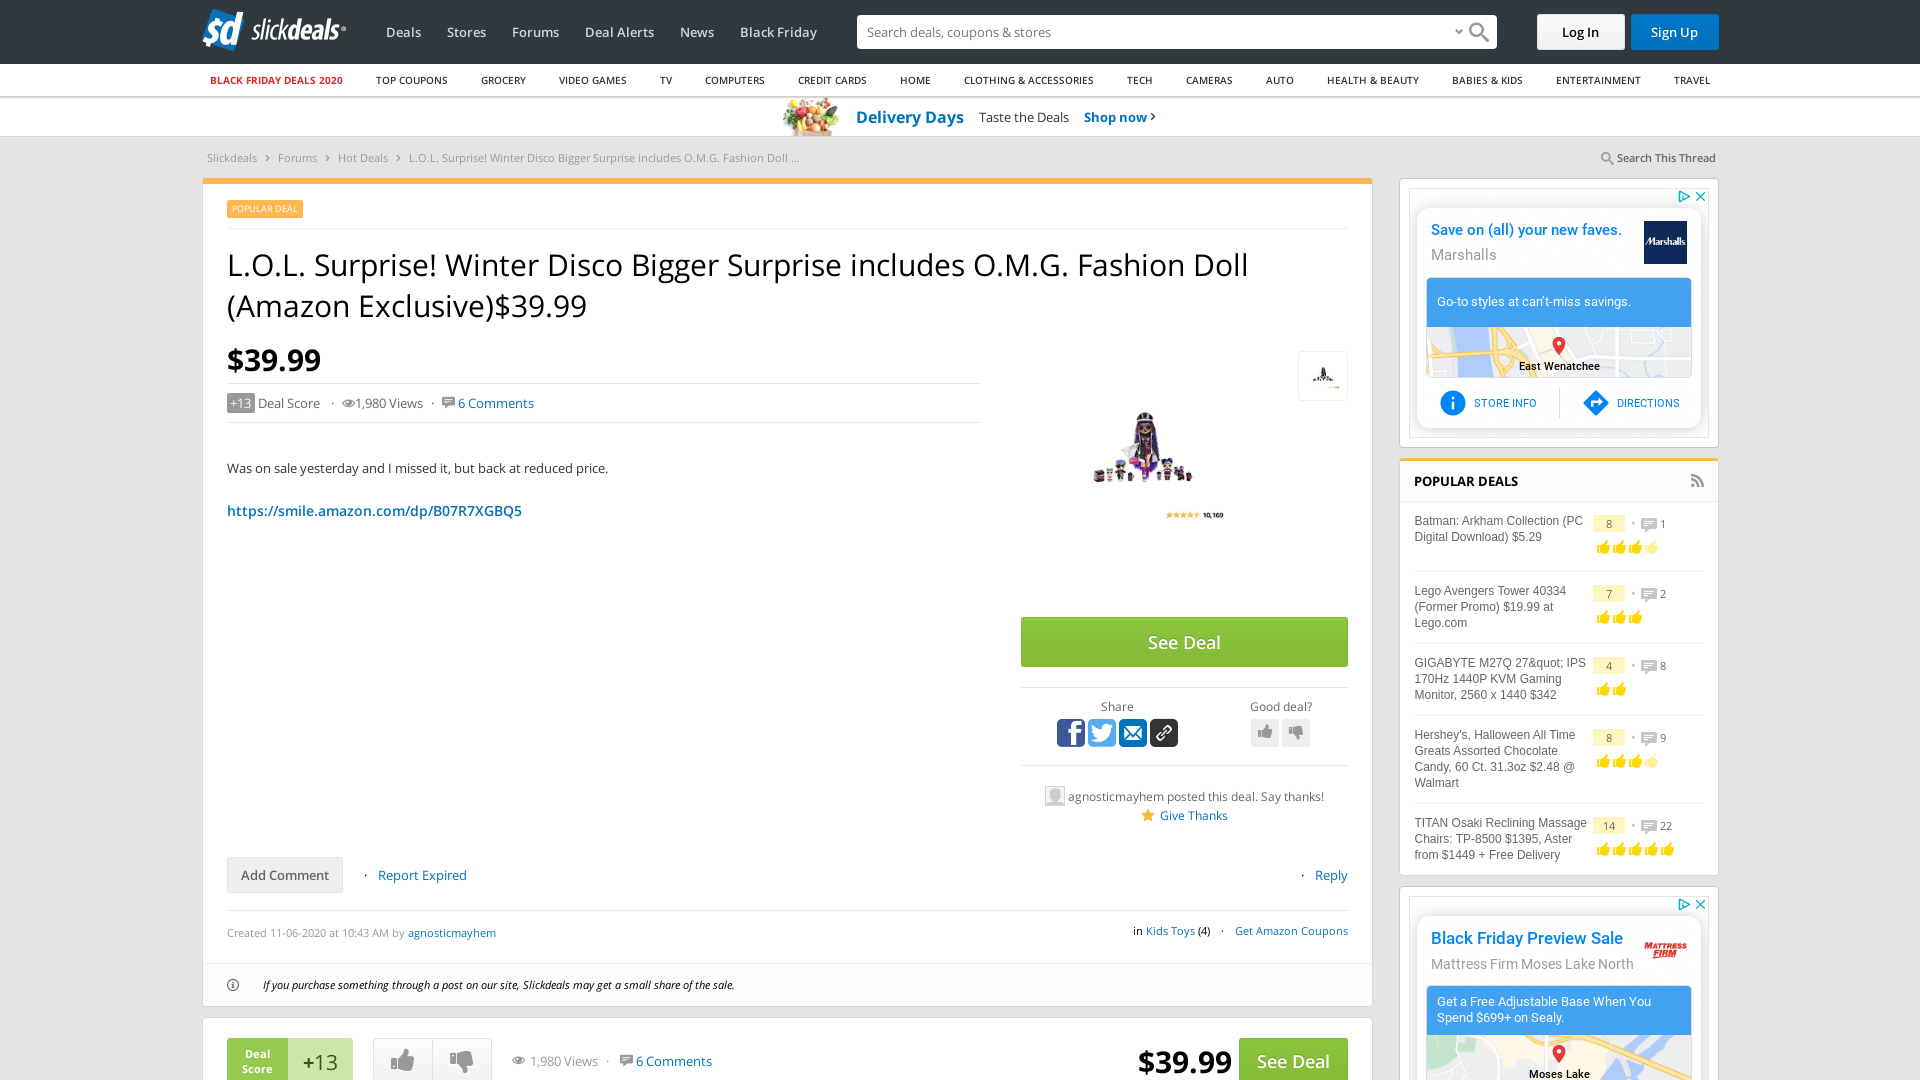 sd slickdeals
Deals
Stores
Forums
Deal Alerts
News
Black Friday
Search deals, coupons & stores
Log In
Sign Up
BLACK FRIDAY DEALS 2020
TOP COUPONS
GROCERY
VIDEO GAMES
TV
COMPUTERS
CREDIT CARDS
HOME
CLOTHING & ACCESSORIES
TECH
CAMERAS
AUTO
HEALTH & BEAUTY
BABIES & KIDS
ENTERTAINMENT
TRAVEL
Delivery Days Taste the Deals Shop now ›
Slickdeals › Forums › Hot Deals › L.O.L. Surprise! Winter Disco Bigger Surprise includes O.M.G. Fashion Doll ...
Search This Thread
POPULAR DEAL
L.O.L. Surprise! Winter Disco Bigger Surprise includes O.M.G. Fashion Doll
(Amazon Exclusive)$39.99
$39.99
+13 Deal Score · 1,980 Views · 6 Comments
Was on sale yesterday and I missed it, but back at reduced price.
https://smile.amazon.com/dp/B07R7XGBQ5
10,169
See Deal
Share
Good deal?
agnosticmayhem posted this deal. Say thanks!
Give Thanks
Add Comment · Report Expired
· Reply
Created 11-06-2020 at 10:43 AM by agnosticmayhem
in Kids Toys (4) · Get Amazon Coupons
If you purchase something through a post on our site, Slickdeals may get a small share of the sale.
Deal
Score
+13
1,980 Views · 6 Comments
$39.99
See Deal
Save on (all) your new faves.
Marshalls
Marshalls
Go-to styles at can't-miss savings.
East Wenatchee
STORE INFO
DIRECTIONS
POPULAR DEALS
Batman: Arkham Collection (PC
Digital Download) $5.29
8 • 1
Lego Avengers Tower 40334
(Former Promo) $19.99 at
Lego.com
7 • 2
GIGABYTE M27Q 27&quot; IPS
170Hz 1440P KVM Gaming
Monitor, 2560 x 1440 $342
4 • 8
Hershey's, Halloween All Time
Greats Assorted Chocolate
Candy, 60 Ct. 31.3oz $2.48 @
Walmart
8 • 9
TITAN Osaki Reclining Massage
Chairs: TP-8500 $1395, Aster
from $1449 + Free Delivery
14 • 22
Black Friday Preview Sale
Mattress Firm Moses Lake North
MATTRESS
FIRM
Get a Free Adjustable Base When You
Spend $699+ on Sealy.
Moses Lake